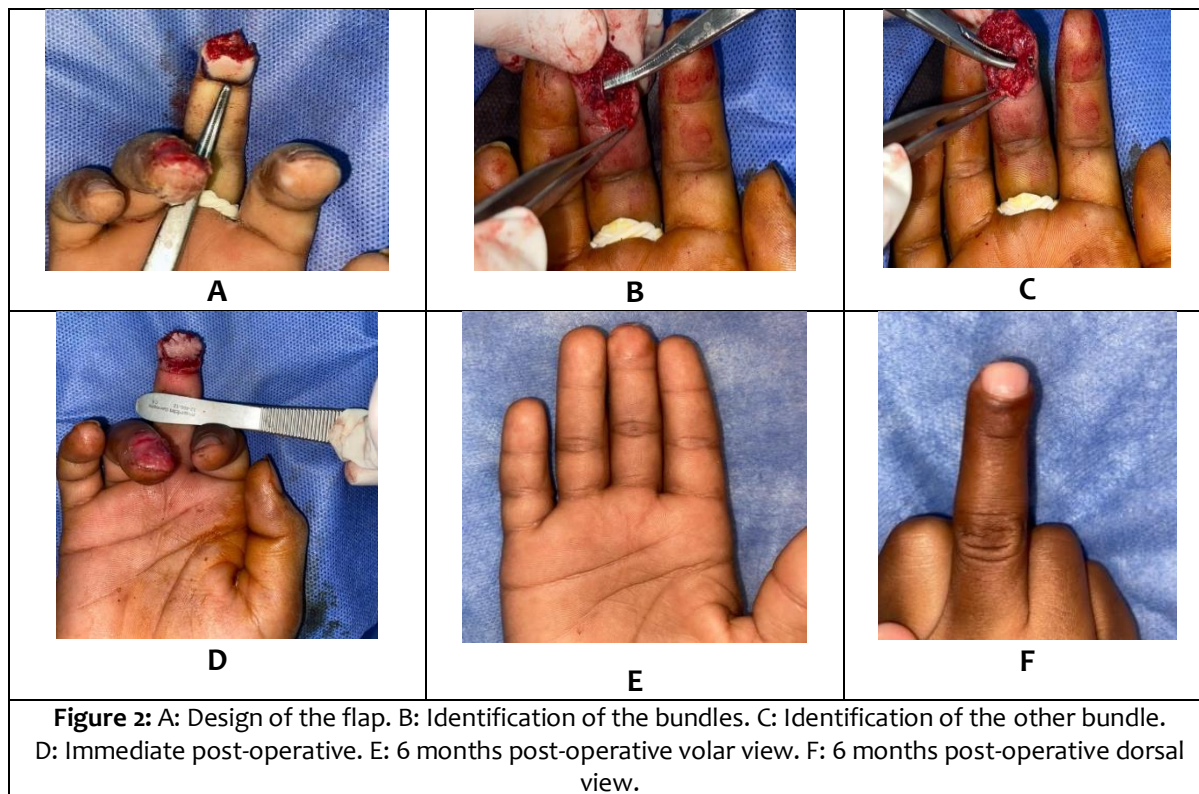 A
B
C
D
E
F
Figure 2: A: Design of the flap. B: Identification of the bundles. C: Identification of the other bundle.
D: Immediate post-operative. E: 6 months post-operative volar view. F: 6 months post-operative dorsal
view.